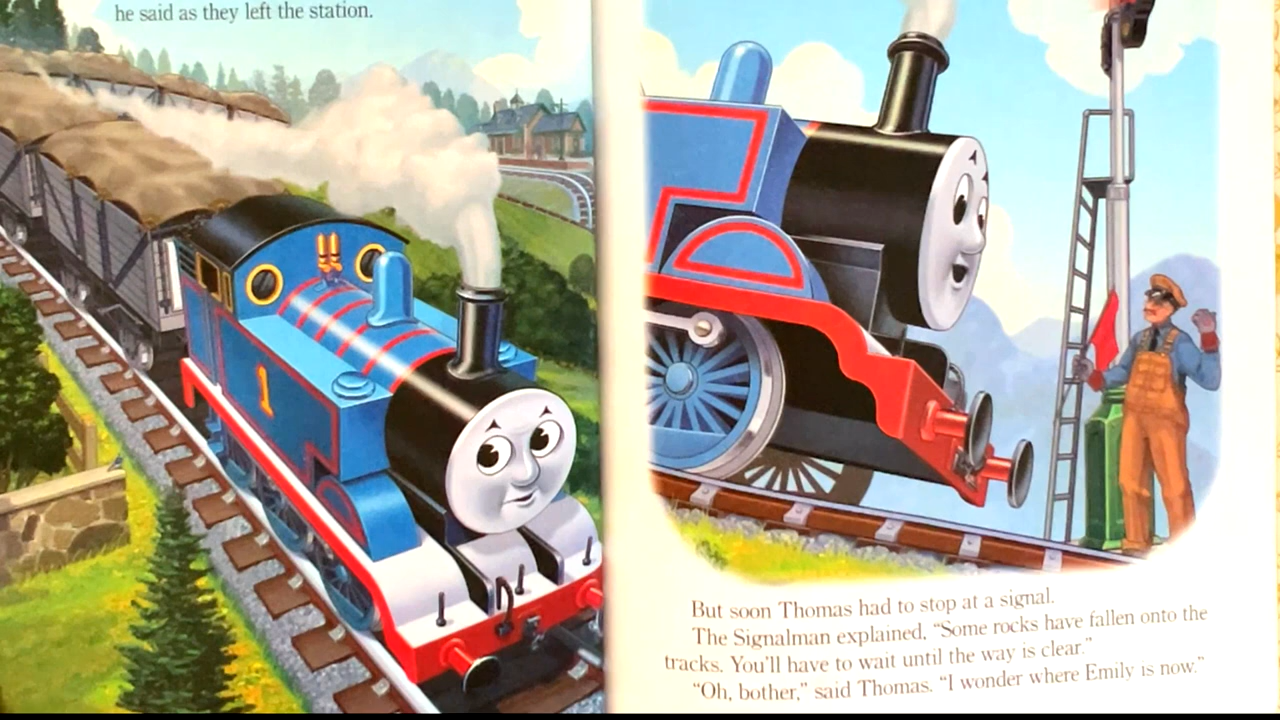 he said as they left the station.
1
But soon Thomas had to stop at a signal.
The Signalman explained, “Some rocks have fallen onto the
tracks. You’ll have to wait until the way is clear.”
“Oh, bother,” said Thomas. “I wonder where Emily is now.”